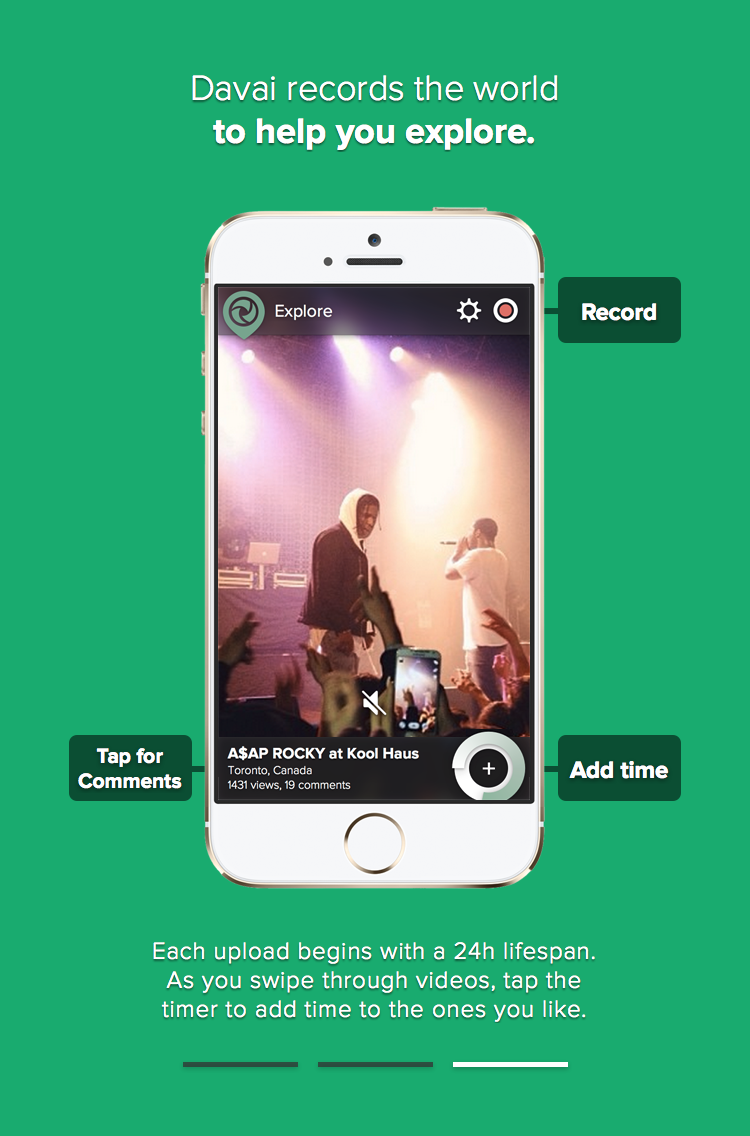 Davai records the world
to help you explore.
Explore
Record
A$AP ROCKY at Kool Haus
Toronto, Canada
1431 views, 19 comments
Tap for
Comments
Add time
Each upload begins with a 24h lifespan.
As you swipe through videos, tap the
timer to add time to the ones you like.